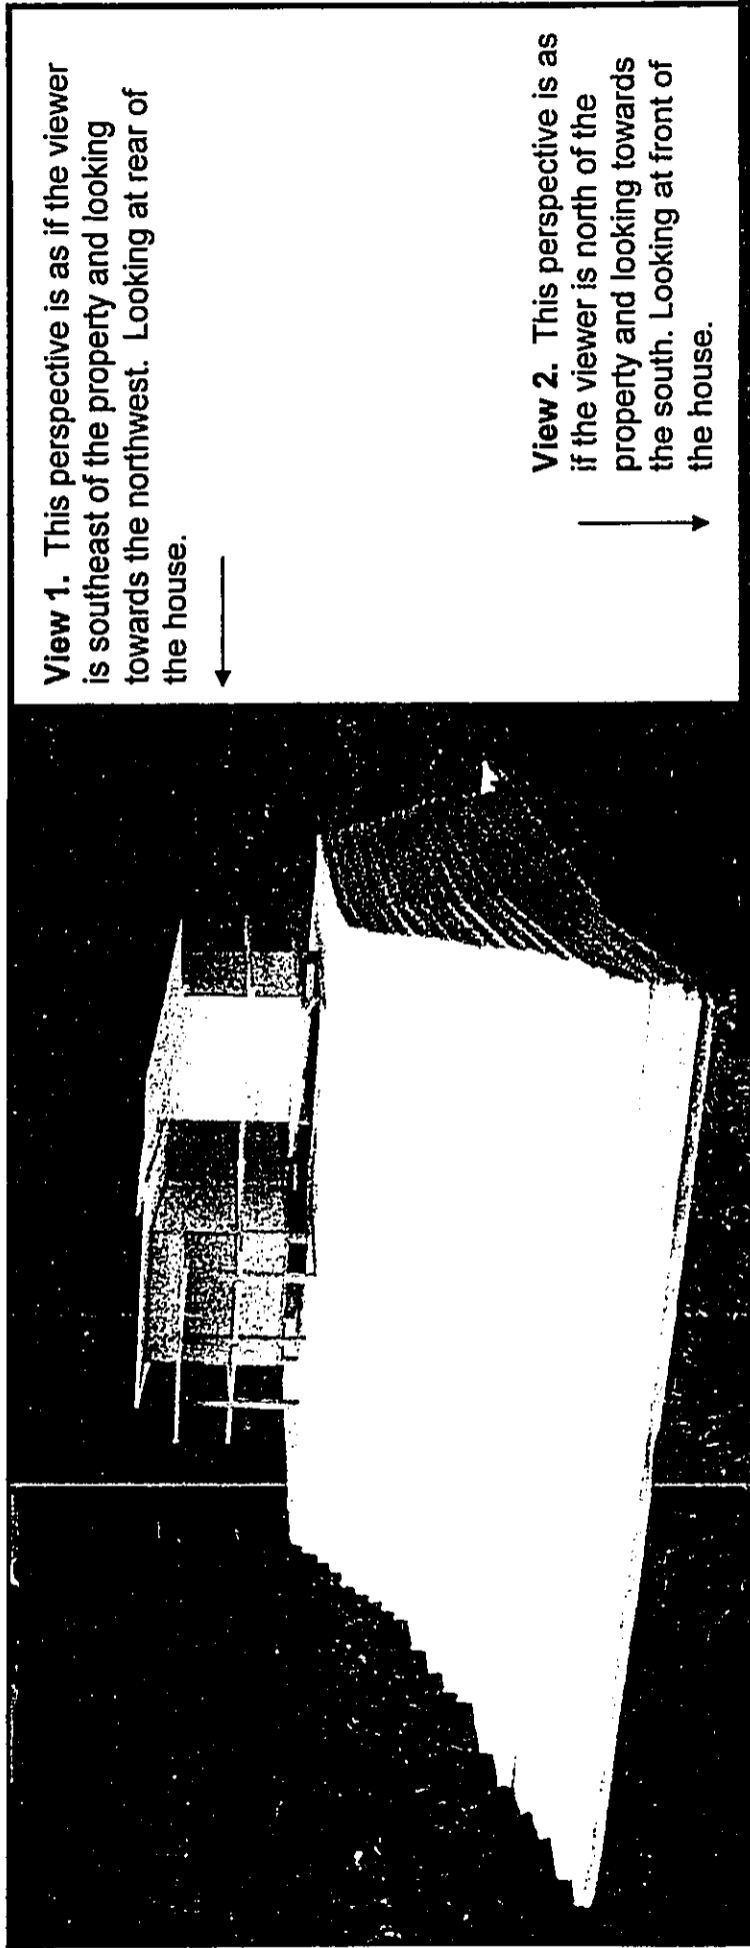 View 1. This perspective is as if the viewer
is southeast of the property and looking
towards the northwest. Looking at rear of
the house.
View 2. This perspective is as
if the viewer is north of the
property and looking towards
the south. Looking at front of
the house.